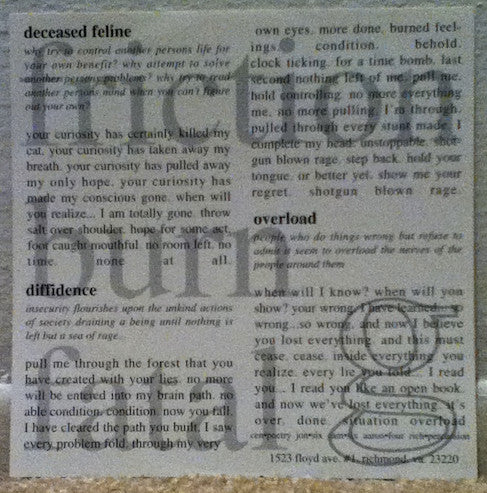 deceased feline
why try to control another persons life for
your own benefit? why attempt to solve
another persons problems? why try to read
another persons mind when you can't figure
out your own?
your curiosity has certainly killed my
cat. your curiosity has taken away my
breath. your curiosity has pulled away
my only hope. your curiosity has
made my conscious gone. when will
you realize... I am totally gone. throw
salt over shoulder. hope for some act.
foot caught mouthful. no room left. no
time. none at all.
diffidence
insecurity flourishes upon the unkind actions
of society draining a being until nothing is
left but a sea of rage.
pull me through the forest that you
have created with your lies. no more
will be entered into my brain path. no
able condition. condition. now you fall.
I have cleared the path you built. I saw
every problem fold. through my very
own eyes. more done. burned feel-
ings. condition. behold.
clock ticking. for a time bomb. last
second nothing left of me. pull me.
hold controlling. no more everything
me. no more pulling. I'm through.
pulled through every stunt made. I
complete my head. unstoppable. shot-
gun blown rage. step back. hold your
tongue. or better yet. show me your
regret. shotgun blown rage.
overload
people who do things wrong but refuse to
admit is seem to overload the nerves of the
people around them
when will I know? when will you
show? your wrong. I have learned...
wrong...so wrong. and now I believe
you lost everything. and this must
cease. cease. inside everything you
realize. every lie you told... I read
you... I read you like an open book.
and now we've lost everything. it's
over. done. situation overload
poetry jon
1523 floyd ave. #1. richmond, va. 23220
friction
burn
fatal
g